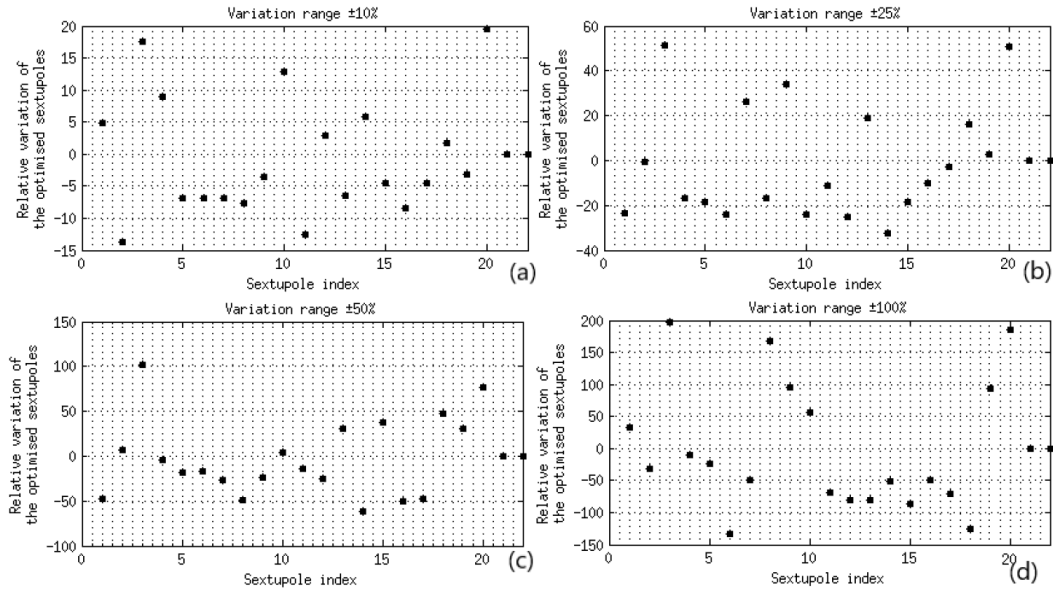 Variation range ±10%
Relative variation of
the optimised sextupoles
20
15
10
5
0
−5
−10
−15
0 5 10 15 20
Sextupole index
(a)
Variation range ±25%
Relative variation of
the optimised sextupoles
60
40
20
0
−20
−40
0 5 10 15 20
Sextupole index
(b)
Variation range ±50%
Relative variation of
the optimised sextupoles
150
100
50
0
−50
−100
0 5 10 15 20
Sextupole index
(c)
Variation range ±100%
Relative variation of
the optimised sextupoles
200
150
100
50
0
−50
−100
−150
0 5 10 15 20
Sextupole index
(d)